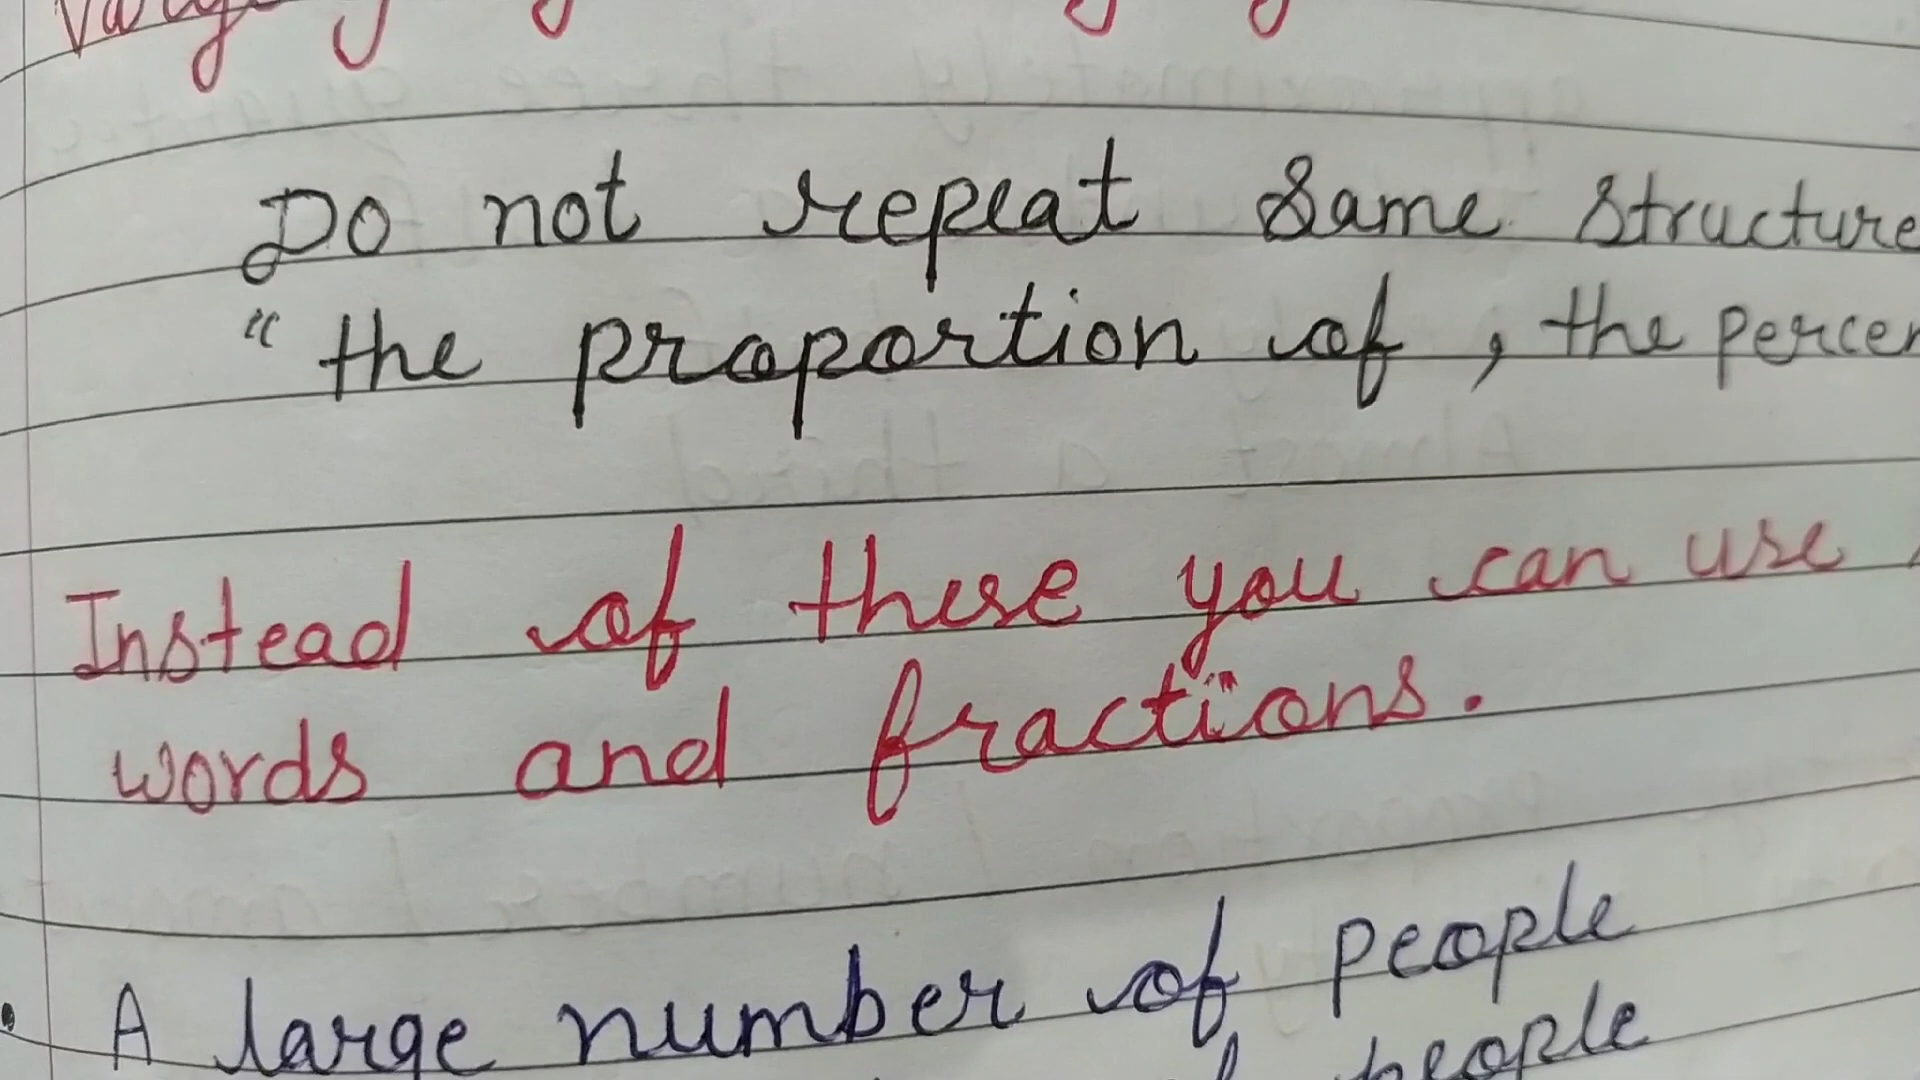 Do not repeat same structure
"the proportion of, the percen
Instead of these you can use
words and fractions.
• A large number of people
people